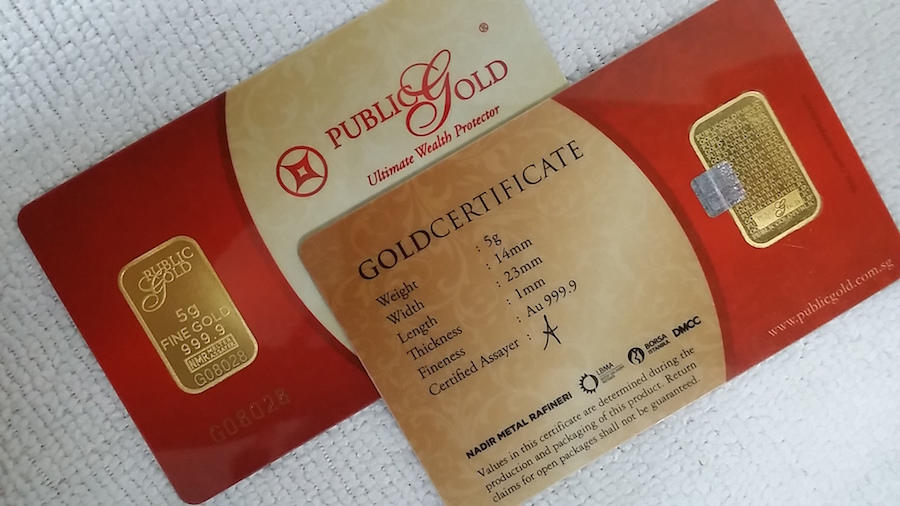 ®
PUBLIC GOLD
Ultimate Wealth Protector
PUBLIC
GOLD
5g
FINE GOLD
999.9
G08028
G08028
GOLDCERTIFICATE
Weight : 5g
Width : 14mm
Length : 23mm
Thickness : 1mm
Fineness : Au 999.9
Certified Assayer :
NADIR METAL RAFINERI
LBMA
BORSA
ISTANBUL
DMCC
Values in this certificate are determined during the
production and packaging of this product. Return
claims for open packages shall not be guaranteed.
www.publicgold.com.sg